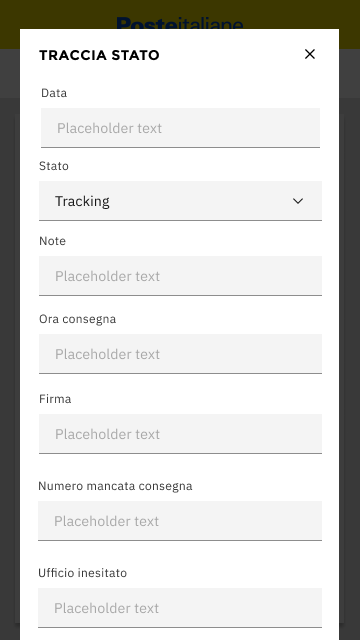 Posteitaliane
TRACCIA STATO
Data
Placeholder text
Stato
Tracking
Note
Placeholder text
Ora consegna
Placeholder text
Firma
Placeholder text
Numero mancata consegna
Placeholder text
Ufficio inesitato
Placeholder text